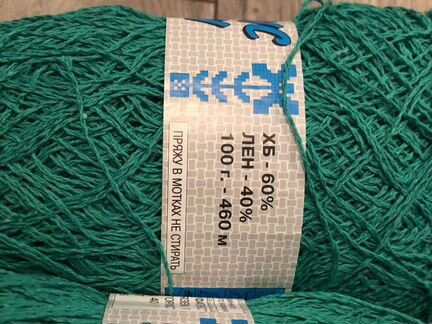 ХБ - 60%
ЛЕН - 40%
100 г. - 460 м
ПРЯЖУ В МОТКАХ НЕ СТИРАТЬ